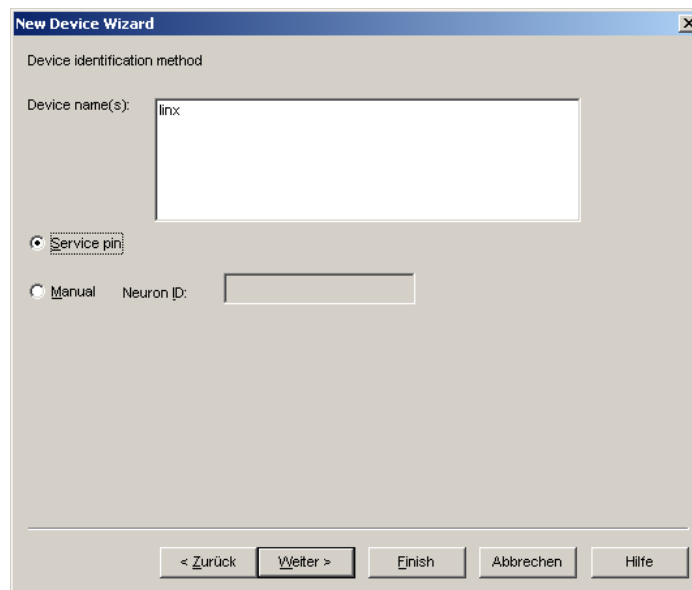 New Device Wizard
Device identification method
Device name(s):
linx
Service pin
Manual Neuron ID:
< Zurück Weiter > Finish Abbrechen Hilfe